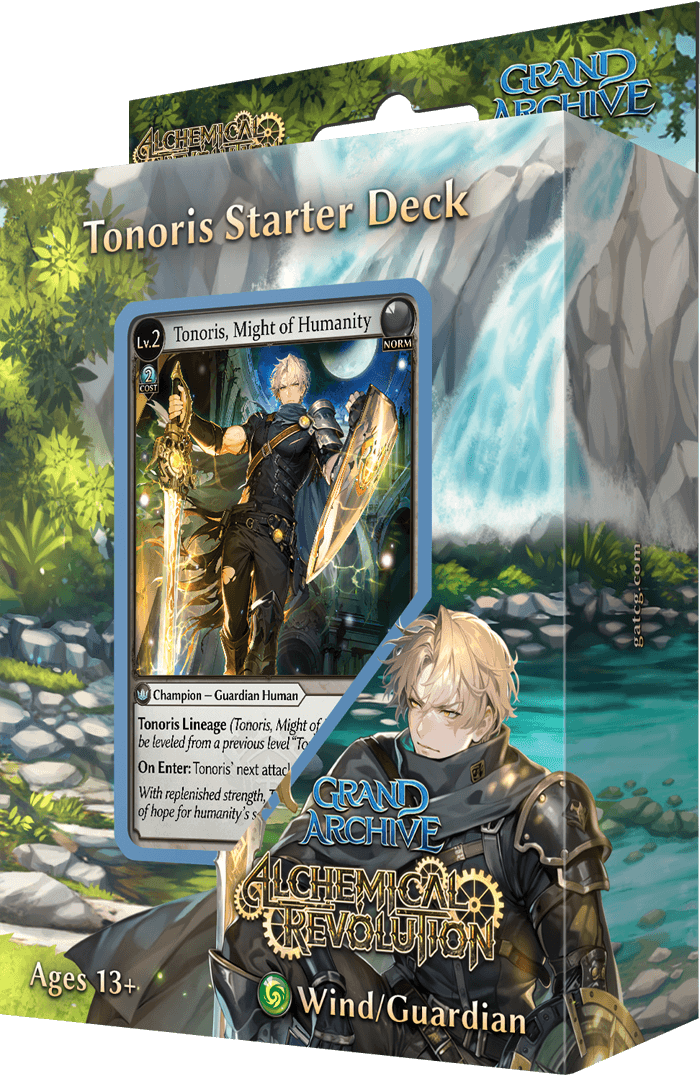 GRAND
ARCHIVE
ALCHEMICAL
REVOLUTION
Tonoris Starter Deck
Lv.2
Tonoris, Might of Humanity
NORM
2
COST
gatcg.com
Champion — Guardian Human
Tonoris Lineage (Tonoris, Might of
be leveled from a previous level "To
On Enter: Tonoris' next attac
With replenished strength, T
of hope for humanity's s
GRAND
ARCHIVE
ALCHEMICAL
REVOLUTION
Ages 13+
Wind/Guardian